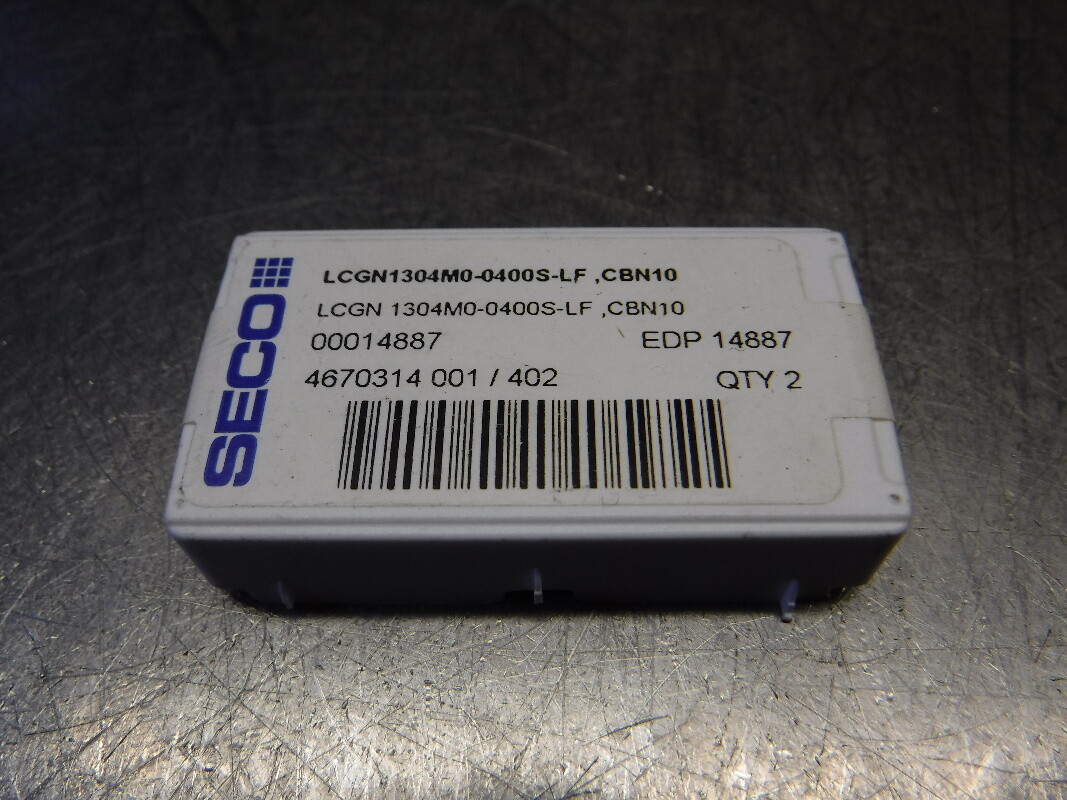 SECO
LCGN1304M0-0400S-LF ,CBN10
LCGN 1304M0-0400S-LF ,CBN10
00014887 EDP 14887
4670314 001 / 402 QTY 2